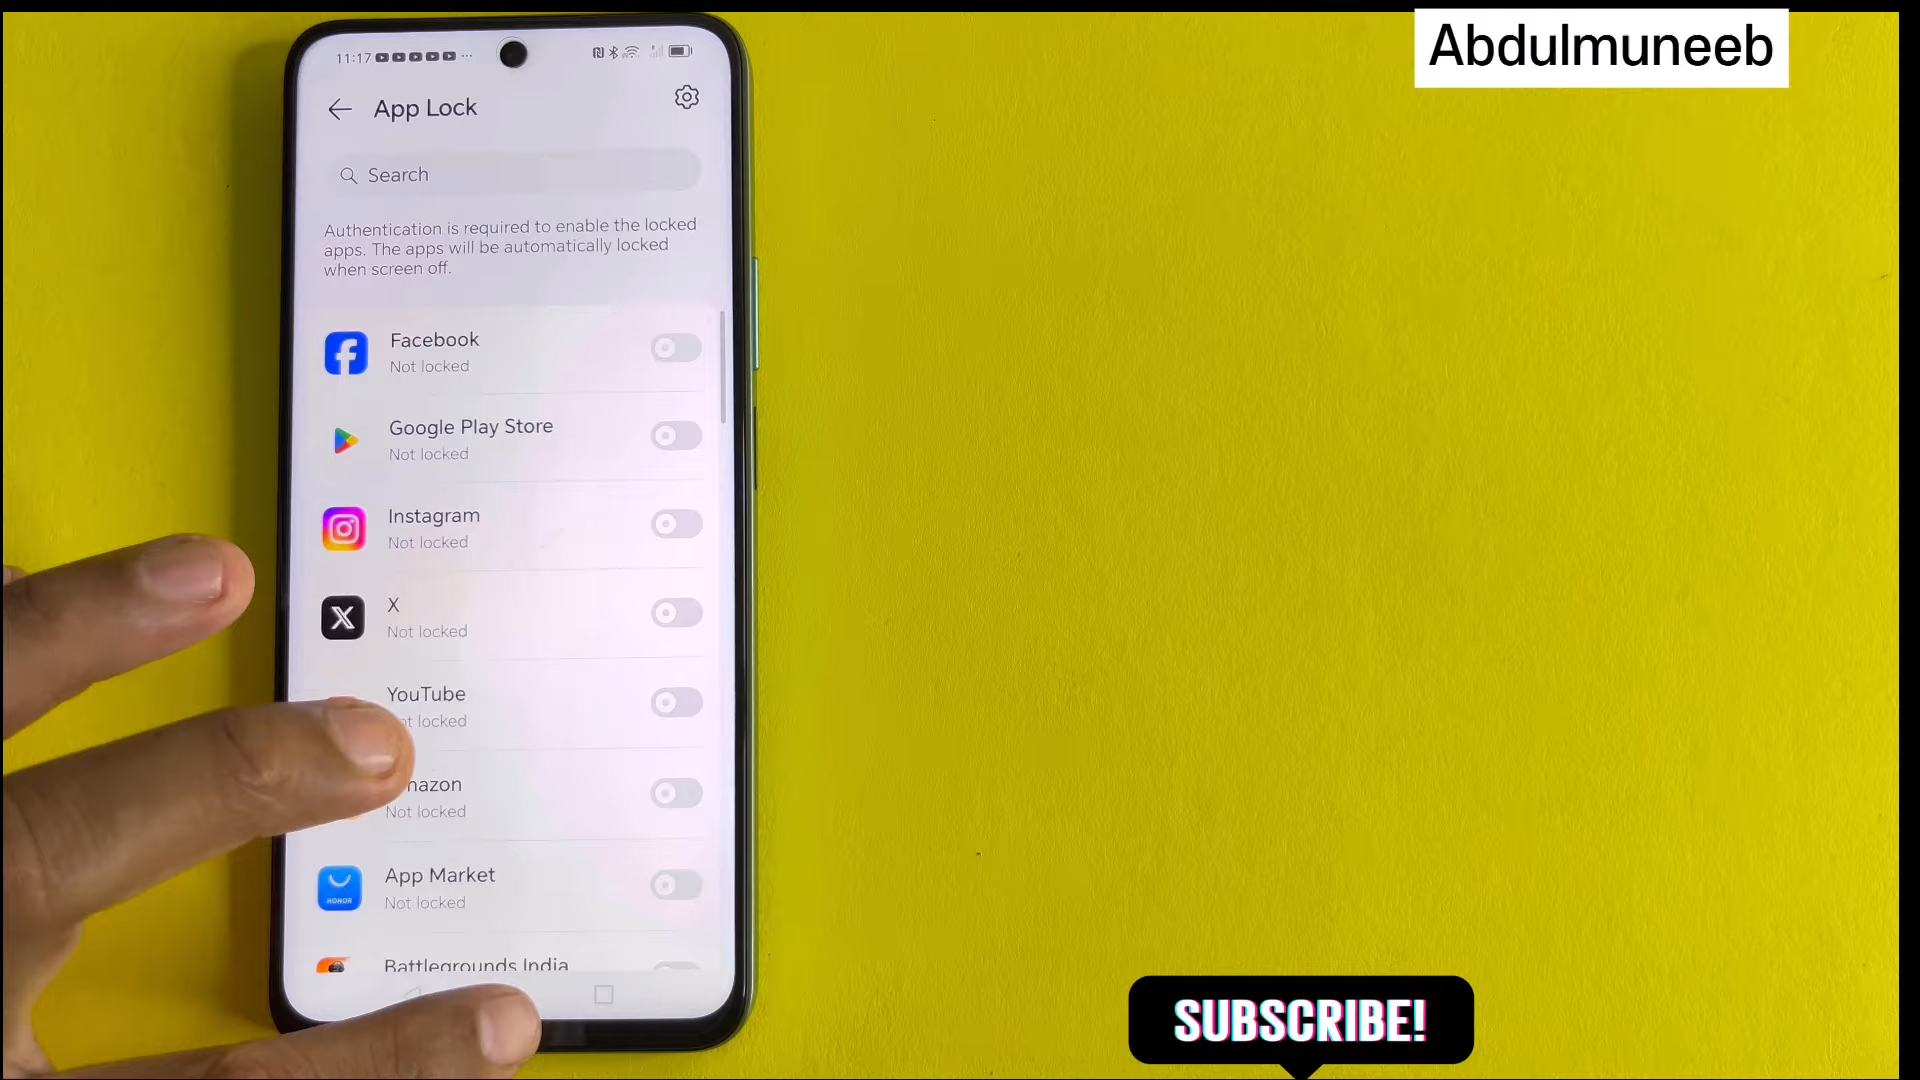 Abdulmuneeb
11:17
App Lock
Search
Authentication is required to enable the locked
apps. The apps will be automatically locked
when screen off.
Facebook
Not locked
Google Play Store
Not locked
Instagram
Not locked
X
Not locked
YouTube
ot locked
nazon
Not locked
App Market
Not locked
HONOR
Battlegrounds India
SUBSCRIBE!